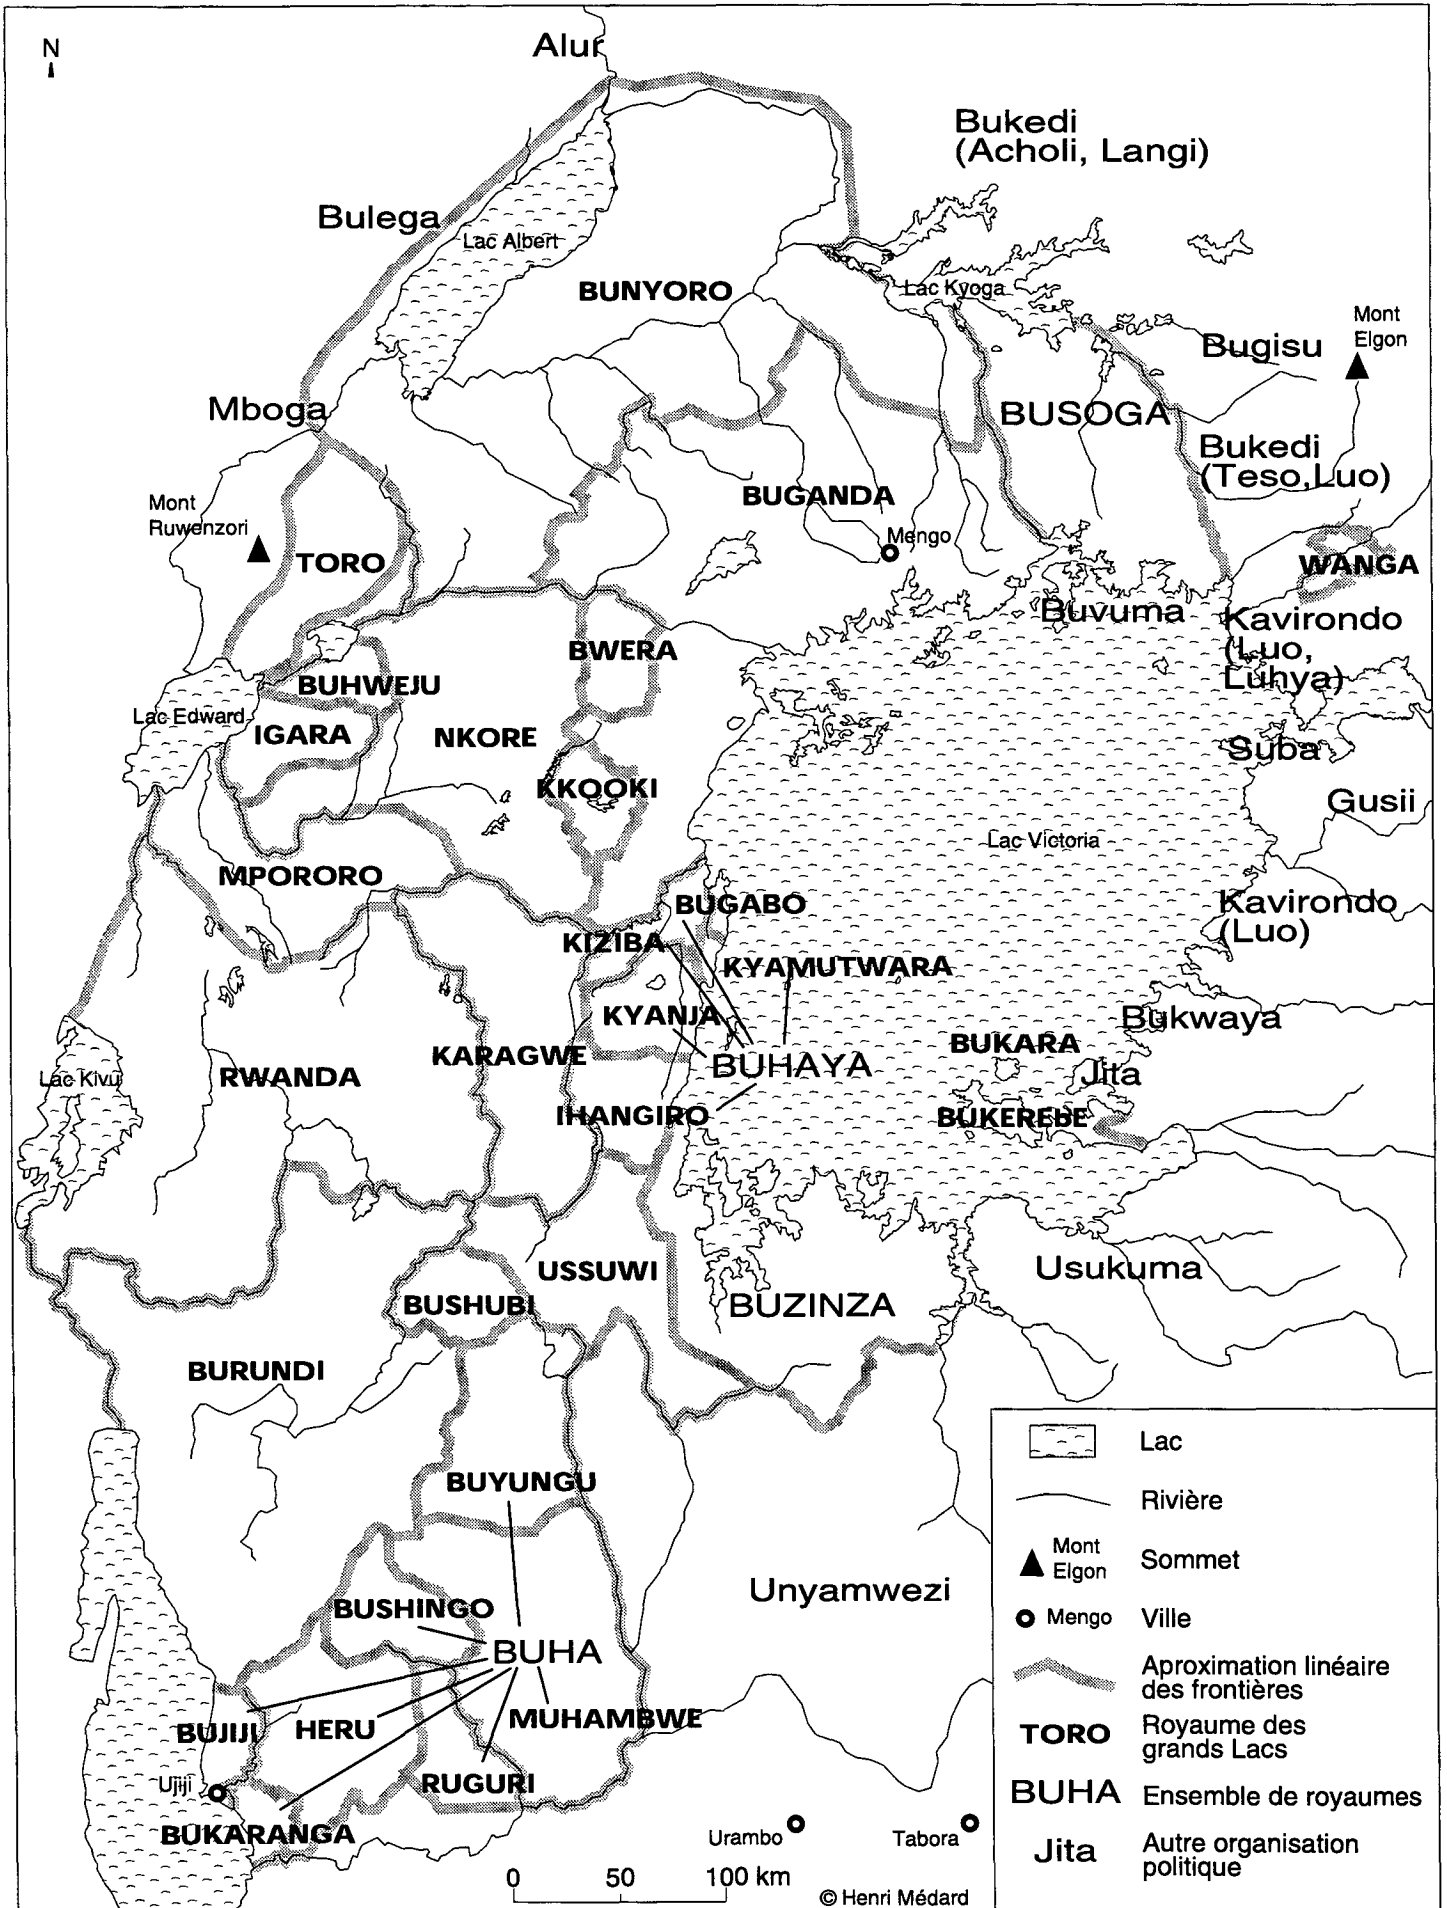 N
Alur
Bukedi
(Acholi, Langi)
Bulega
Lac Albert
BUNYORO
Lac Kyoga
Mont
Elgon
Bugisu
Mboga
BUSOGA
Bukedi
(Teso,Luo)
Mont
Ruwenzori
BUGANDA
Mengo
TORO
WANGA
Buvuma
Kavirondo
(Luo,
Luhya)
BWERA
BUHWEJU
Lac Edward
IGARA
NKORE
Suba
KKOOKI
Gusii
Lac Victoria
MPORORO
BUGABO
Kavirondo
(Luo)
KIZIBA
KYAMUTWARA
KYANJA
Bukwaya
BUKARA
KARAGWE
BUHAYA
Jita
Lac Kivu
RWANDA
IHANGIRO
BUKEREBE
USSUWI
Usukuma
BUSHUBI
BUZINZA
BURUNDI
BUYUNGU
Unyamwezi
BUSHINGO
BUHA
BUJIJI
HERU
MUHAMBWE
Ujiji
RUGURI
BUKARANGA
Urambo
Tabora
0 50 100 km
© Henri Médard
Lac
Rivière
Mont
Elgon
Sommet
Mengo
Ville
Aproximation linéaire
des frontières
TORO
Royaume des
grands Lacs
BUHA
Ensemble de royaumes
Jita
Autre organisation
politique